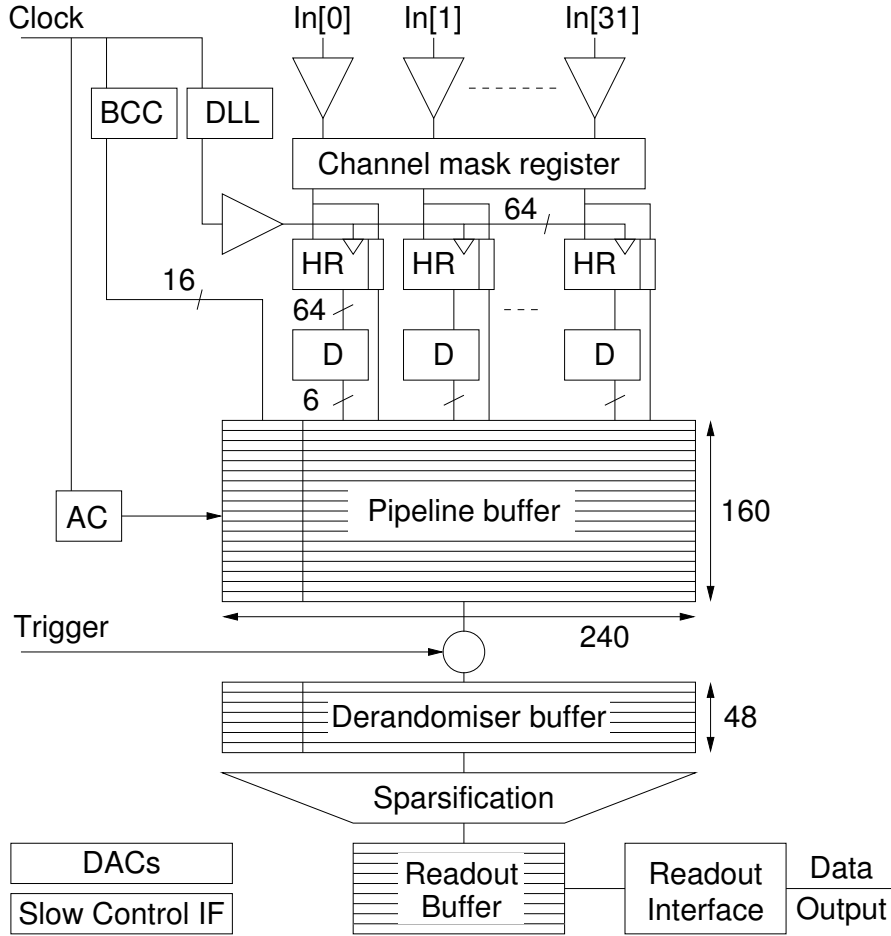 Clock In[0] In[1] In[31]
BCC DLL
Channel mask register
64
HR HR HR
16
64
D D D
6
Pipeline buffer
AC
160
240
Trigger
Derandomiser buffer
48
Sparsification
DACs
Slow Control IF
Readout
Buffer
Readout
Interface
Data
Output